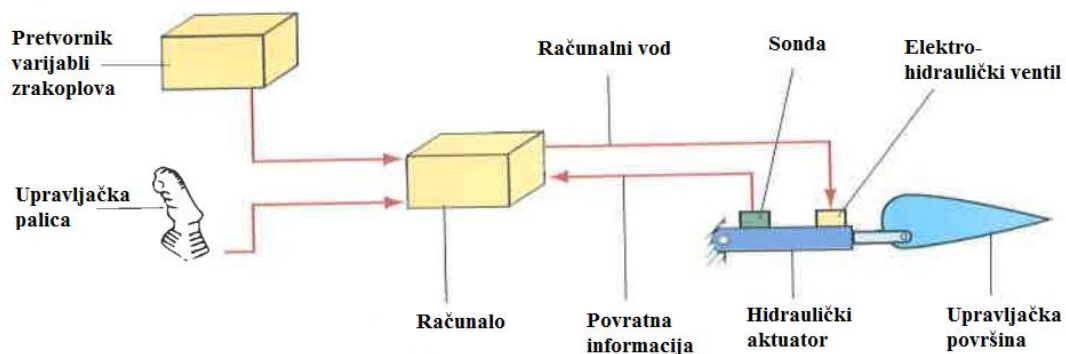 Pretvornik
varijabli
zrakoplova
Računalni vod
Sonda
Elektro-
hidraulički ventil
Upravljačka
palica
Računalo
Povratna
informacija
Hidraulički
aktuator
Upravljačka
površina